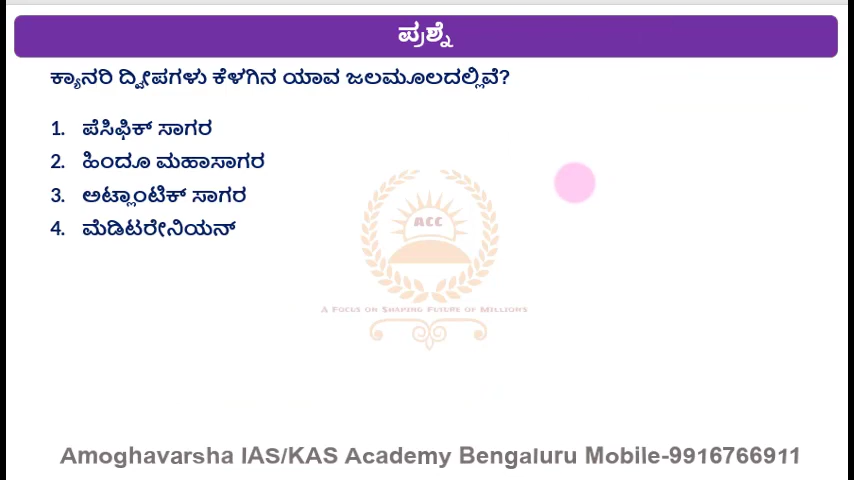 ಪ್ರಶ್ನೆ
ಕ್ಯಾನರಿ ದ್ವೀಪಗಳು ಕೆಳಗಿನ ಯಾವ ಜಲಮೂಲದಲ್ಲಿವೆ?
1. ಪೆಸಿಫಿಕ್ ಸಾಗರ
2. ಹಿಂದೂ ಮಹಾಸಾಗರ
3. ಅಟ್ಲಾಂಟಿಕ್ ಸಾಗರ
4. ಮೆಡಿಟರೇನಿಯನ್
ACC
A Focus on Shaping Future of Millions
Amoghavarsha IAS/KAS Academy Bengaluru Mobile-9916766911